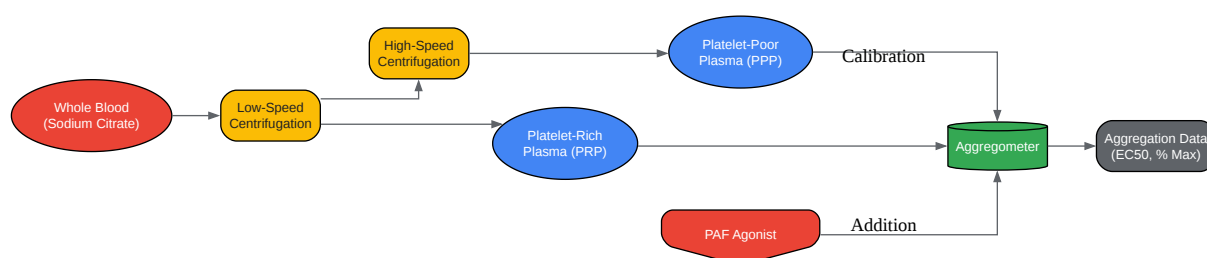 High-Speed
Centrifugation
Platelet-Poor
Plasma (PPP)
Calibration
Whole Blood
(Sodium Citrate)
Low-Speed
Centrifugation
Platelet-Rich
Plasma (PRP)
Aggregometer
Aggregation Data
(EC50, % Max)
PAF Agonist
Addition